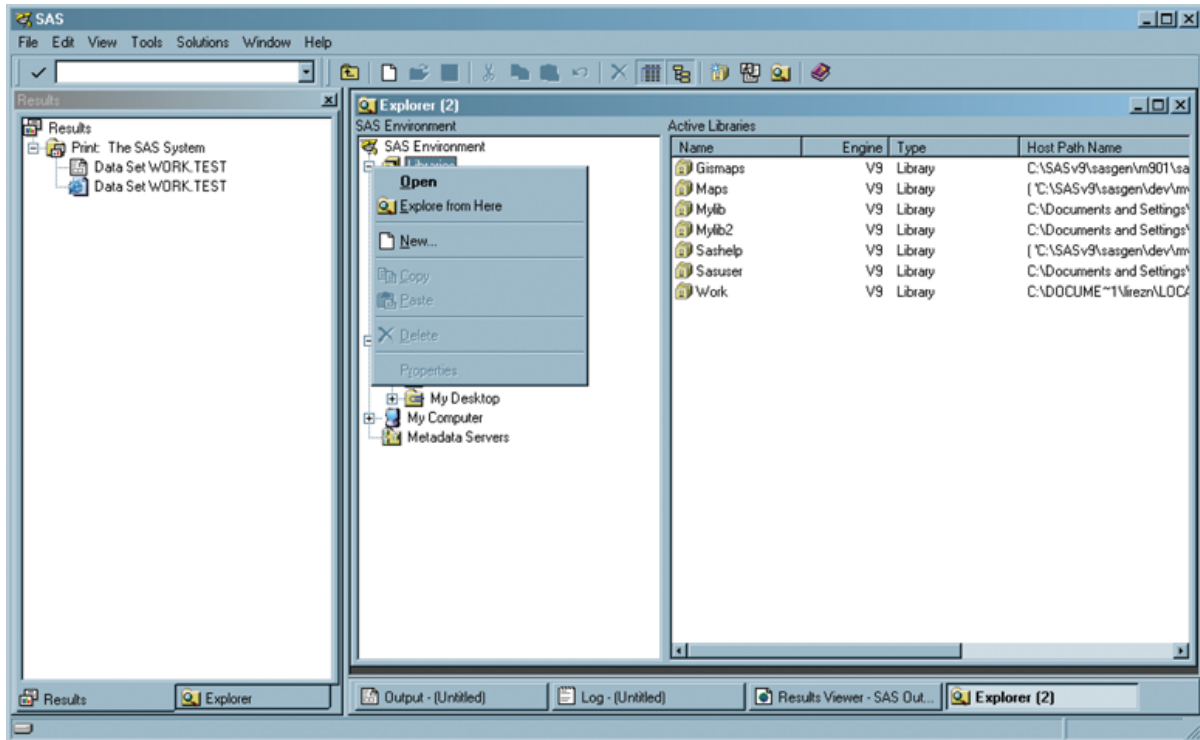 SAS
File Edit View Tools Solutions Window Help
Results
Results
Print: The SAS System
Data Set WORK.TEST
Data Set WORK.TEST
Results
Explorer
Explorer (2)
SAS Environment
SAS Environment
Libraries
Open
Explore from Here
New...
Copy
Paste
Delete
Properties
My Desktop
My Computer
Metadata Servers
Active Libraries
Name Engine Type Host Path Name
Gismaps V9 Library C:\SASv9\sasgen\m901\sa
Maps V9 Library ( 'C:\SASv9\sasgen\dev\mv
Mylib V9 Library C:\Documents and Settings\
Mylib2 V9 Library C:\Documents and Settings\
Sashelp V9 Library ( 'C:\SASv9\sasgen\dev\mv
Sasuser V9 Library C:\Documents and Settings\
Work V9 Library C:\DOCUME~1\lirezn\LOCA
Output - (Untitled)
Log - (Untitled)
Results Viewer - SAS Out...
Explorer (2)